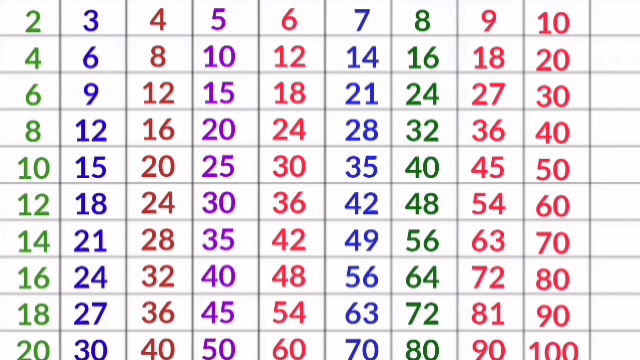 2 3 4 5 6 7 8 9 10
4 6 8 10 12 14 16 18 20
6 9 12 15 18 21 24 27 30
8 12 16 20 24 28 32 36 40
10 15 20 25 30 35 40 45 50
12 18 24 30 36 42 48 54 60
14 21 28 35 42 49 56 63 70
16 24 32 40 48 56 64 72 80
18 27 36 45 54 63 72 81 90
20 30 40 50 60 70 80 90 100